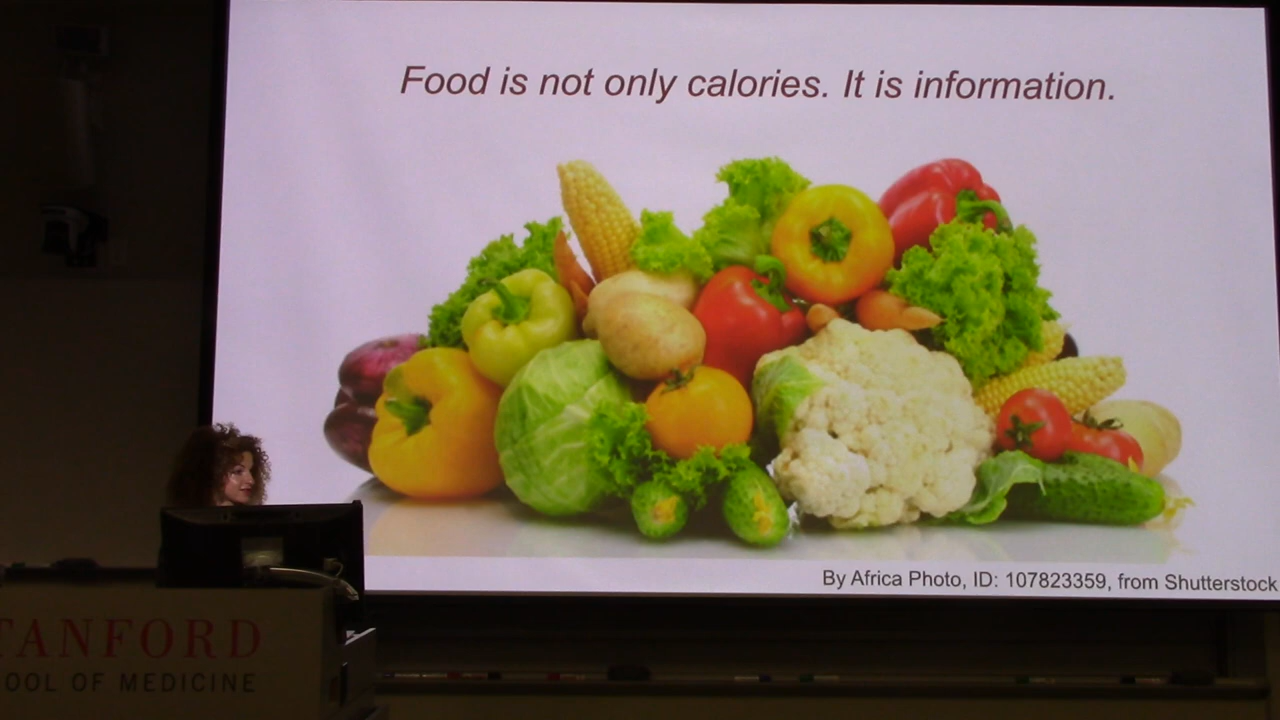 Food is not only calories. It is information.
By Africa Photo, ID: 107823359, from Shutterstock
TANFORD
OOL OF MEDICINE